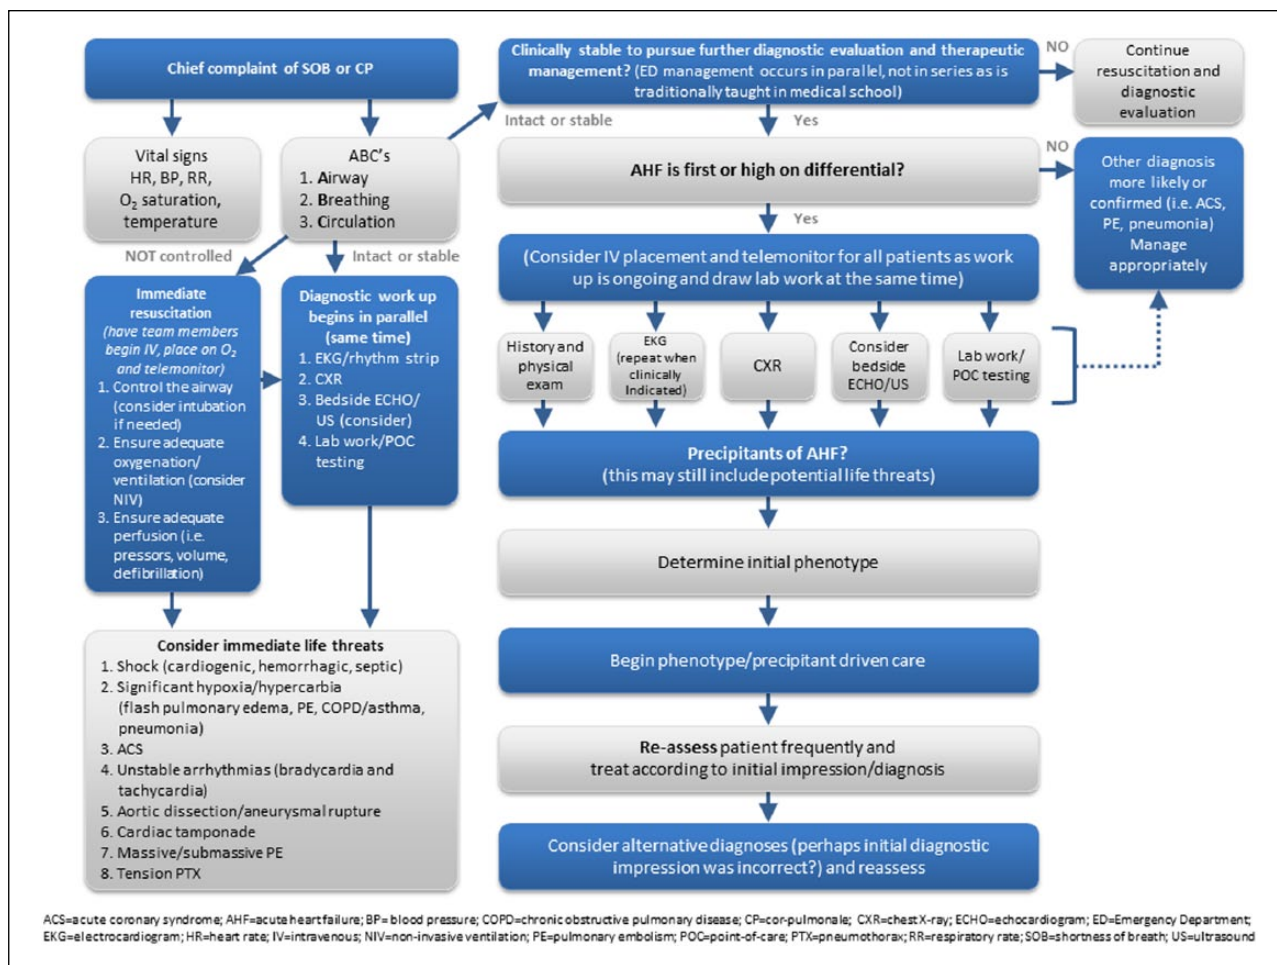 Chief complaint of SOB or CP
Vital signs
HR, BP, RR,
O₂ saturation,
temperature
ABC's
1. Airway
2. Breathing
3. Circulation
NOT controlled
Intact or stable
Immediate
resuscitation
(have team members
begin IV, place on O₂
and telemonitor)
1. Control the airway
(consider intubation
if needed)
2. Ensure adequate
oxygenation/
ventilation (consider
NIV)
3. Ensure adequate
perfusion (i.e.
pressors, volume,
defibrillation)
Diagnostic work up
begins in parallel
(same time)
1. EKG/rhythm strip
2. CXR
3. Bedside ECHO/
US (consider)
4. Lab work/POC
testing
Consider immediate life threats
1. Shock (cardiogenic, hemorrhagic, septic)
2. Significant hypoxia/hypercarbia
(flash pulmonary edema, PE, COPD/asthma,
pneumonia)
3. ACS
4. Unstable arrhythmias (bradycardia and
tachycardia)
5. Aortic dissection/aneurysmal rupture
6. Cardiac tamponade
7. Massive/submassive PE
8. Tension PTX
Clinically stable to pursue further diagnostic evaluation and therapeutic
management? (ED management occurs in parallel, not in series as is
traditionally taught in medical school)
NO
Continue
resuscitation and
diagnostic
evaluation
Intact or stable
Yes
AHF is first or high on differential?
NO
Other diagnosis
more likely or
confirmed (i.e. ACS,
PE, pneumonia)
Manage
appropriately
Yes
(Consider IV placement and telemonitor for all patients as work
up is ongoing and draw lab work at the same time)
History and
physical
exam
EKG
(repeat when
clinically
Indicated)
CXR
Consider
bedside
ECHO/US
Lab work/
POC testing
Precipitants of AHF?
(this may still include potential life threats)
Determine initial phenotype
Begin phenotype/precipitant driven care
Re-assess patient frequently and
treat according to initial impression/diagnosis
Consider alternative diagnoses (perhaps initial diagnostic
impression was incorrect?) and reassess
ACS=acute coronary syndrome; AHF=acute heart failure; BP= blood pressure; COPD=chronic obstructive pulmonary disease; CP=cor-pulmonale; CXR=chest X-ray; ECHO=echocardiogram; ED=Emergency Department;
EKG=electrocardiogram; HR=heart rate; IV=intravenous; NIV=non-invasive ventilation; PE=pulmonary embolism; POC=point-of-care; PTX=pneumothorax; RR=respiratory rate; SOB=shortness of breath; US=ultrasound